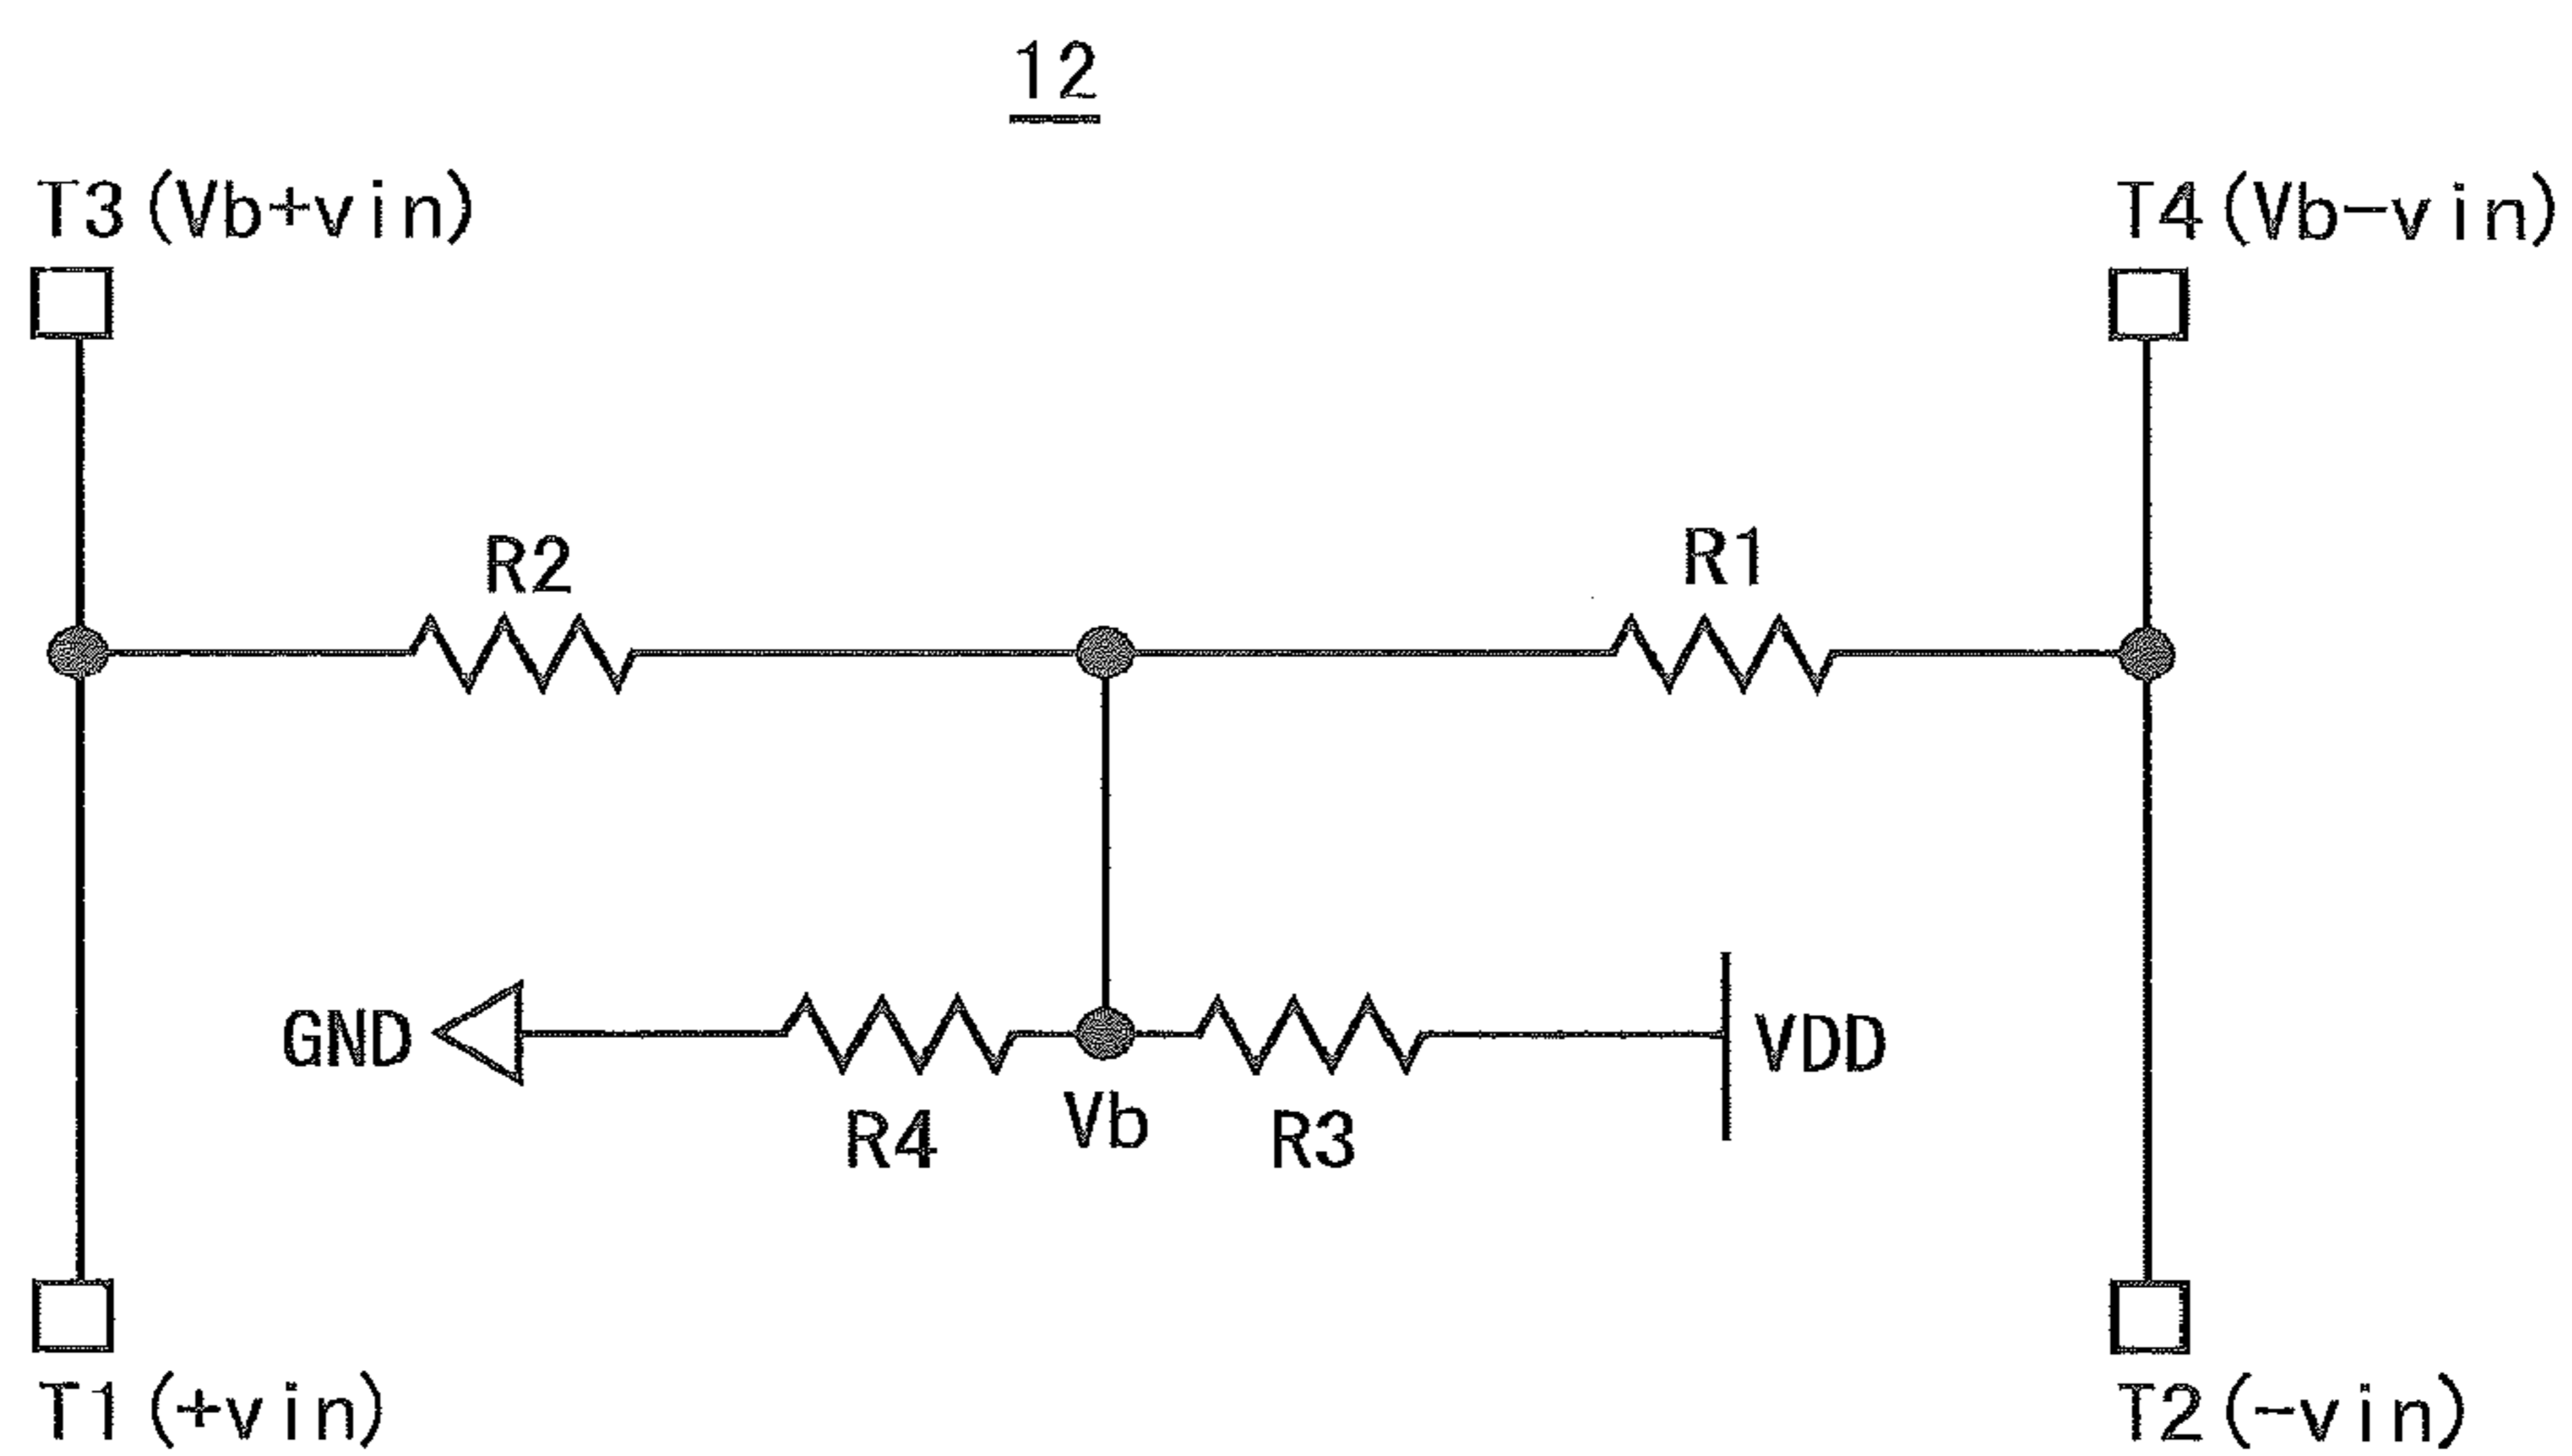 12
T3(Vb+vin)
T4(Vb-vin)
R2
R1
GND
VDD
R4
Vb
R3
T1(+vin)
T2(-vin)